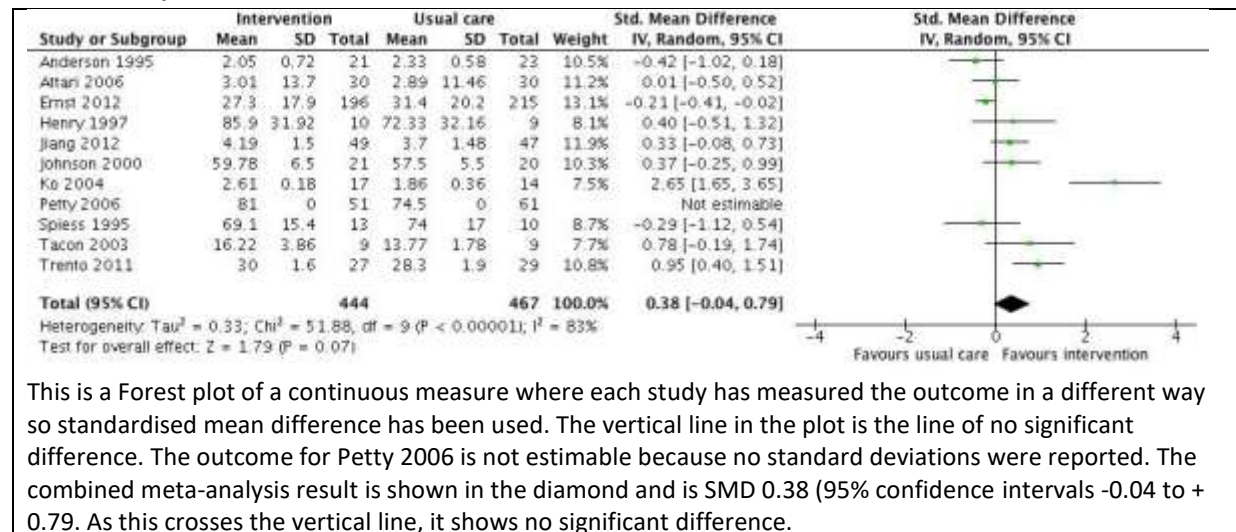 Intervention Usual care Std. Mean Difference Std. Mean Difference
Study or Subgroup Mean SD Total Mean SD Total Weight IV, Random, 95% CI IV, Random, 95% CI
Anderson 1995 2.05 0.72 21 2.33 0.58 23 10.5% -0.42 [-1.02, 0.18]
Attari 2006 3.01 13.7 30 2.89 11.46 30 11.2% 0.01 [-0.50, 0.52]
Ernst 2012 27.3 17.9 196 31.4 20.2 215 13.1% -0.21 [-0.41, -0.02]
Henry 1997 85.9 31.92 10 72.33 32.16 9 8.1% 0.40 [-0.51, 1.32]
Jiang 2012 4.19 1.5 49 3.7 1.48 47 11.9% 0.33 [-0.08, 0.73]
Johnson 2000 59.78 6.5 21 57.5 5.5 20 10.3% 0.37 [-0.25, 0.99]
Ko 2004 2.61 0.18 17 1.86 0.36 14 7.5% 2.65 [1.65, 3.65]
Petty 2006 81 0 51 74.5 0 61 Not estimable
Spiess 1995 69.1 15.4 13 74 17 10 8.7% -0.29 [-1.12, 0.54]
Tacon 2003 16.22 3.86 9 13.77 1.78 9 7.7% 0.78 [-0.19, 1.74]
Trento 2011 30 1.6 27 28.3 1.9 29 10.8% 0.95 [0.40, 1.51]
Total (95% CI) 444 467 100.0% 0.38 [-0.04, 0.79]
Heterogeneity: Tau² = 0.33; Chi² = 51.88, df = 9 (P < 0.00001); I² = 83%
Test for overall effect: Z = 1.79 (P = 0.07)
-4 -2 0 2 4
Favours usual care Favours intervention
This is a Forest plot of a continuous measure where each study has measured the outcome in a different way
so standardised mean difference has been used. The vertical line in the plot is the line of no significant
difference. The outcome for Petty 2006 is not estimable because no standard deviations were reported. The
combined meta-analysis result is shown in the diamond and is SMD 0.38 (95% confidence intervals -0.04 to +
0.79. As this crosses the vertical line, it shows no significant difference.